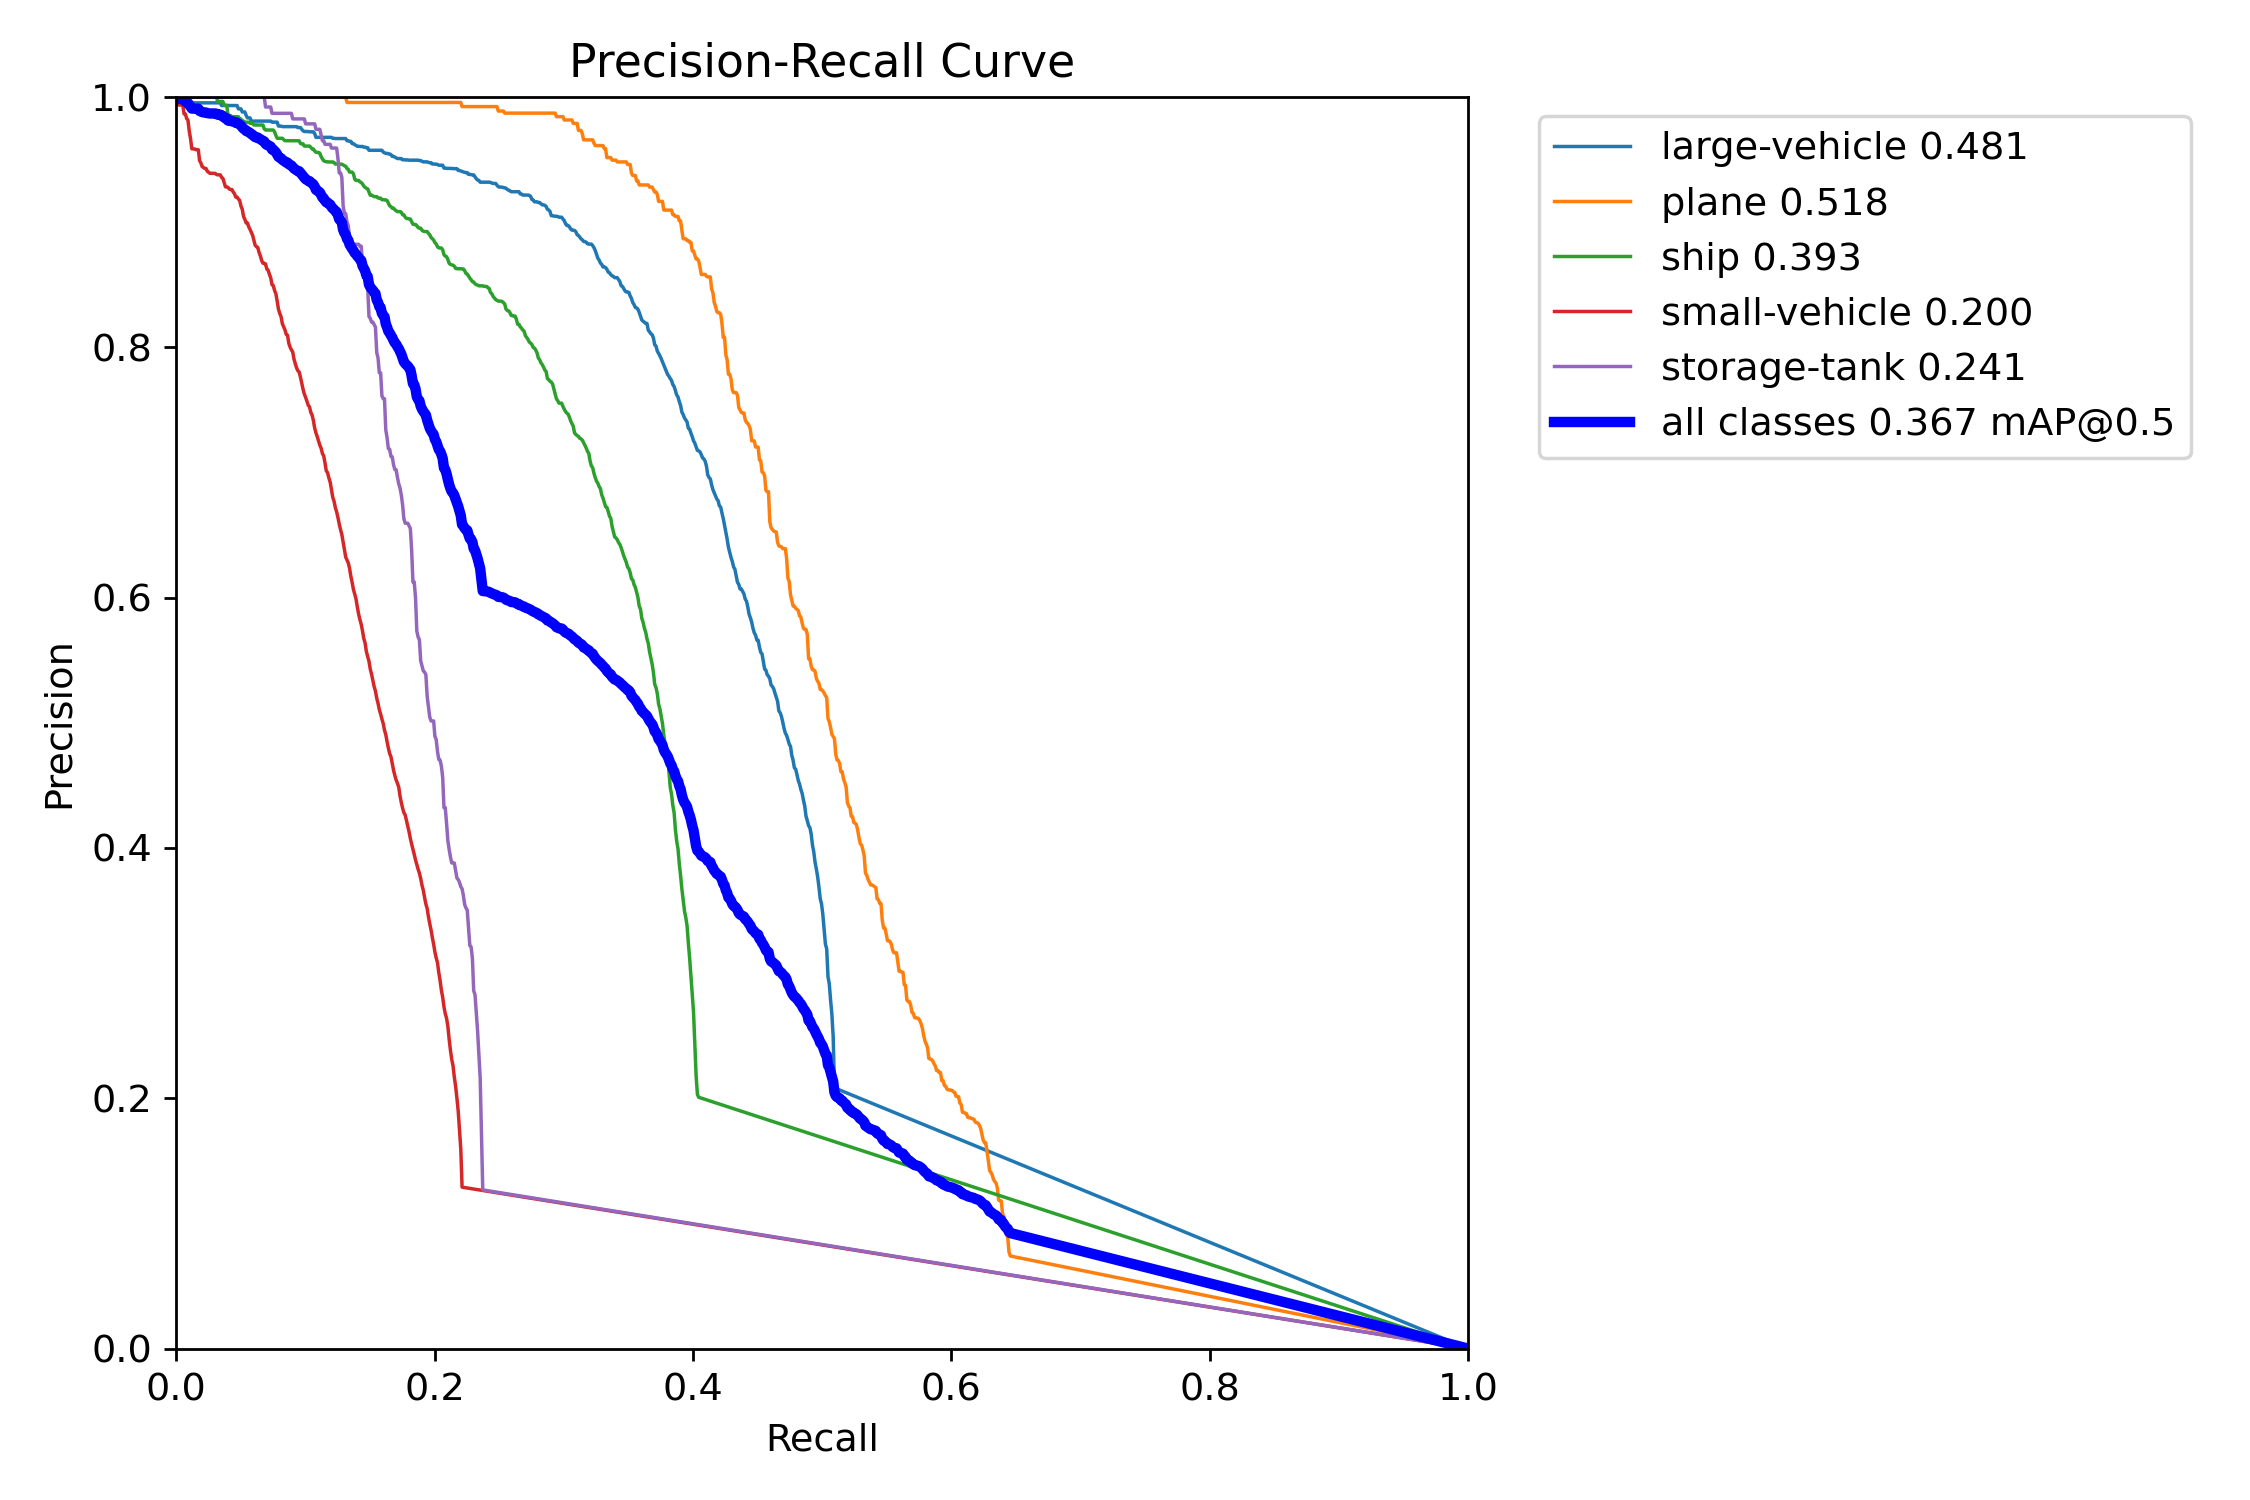 Precision-Recall Curve
1.0
0.8
0.6
0.4
0.2
0.0
Precision
0.0 0.2 0.4 0.6 0.8 1.0
Recall
large-vehicle 0.481
plane 0.518
ship 0.393
small-vehicle 0.200
storage-tank 0.241
all classes 0.367 mAP@0.5